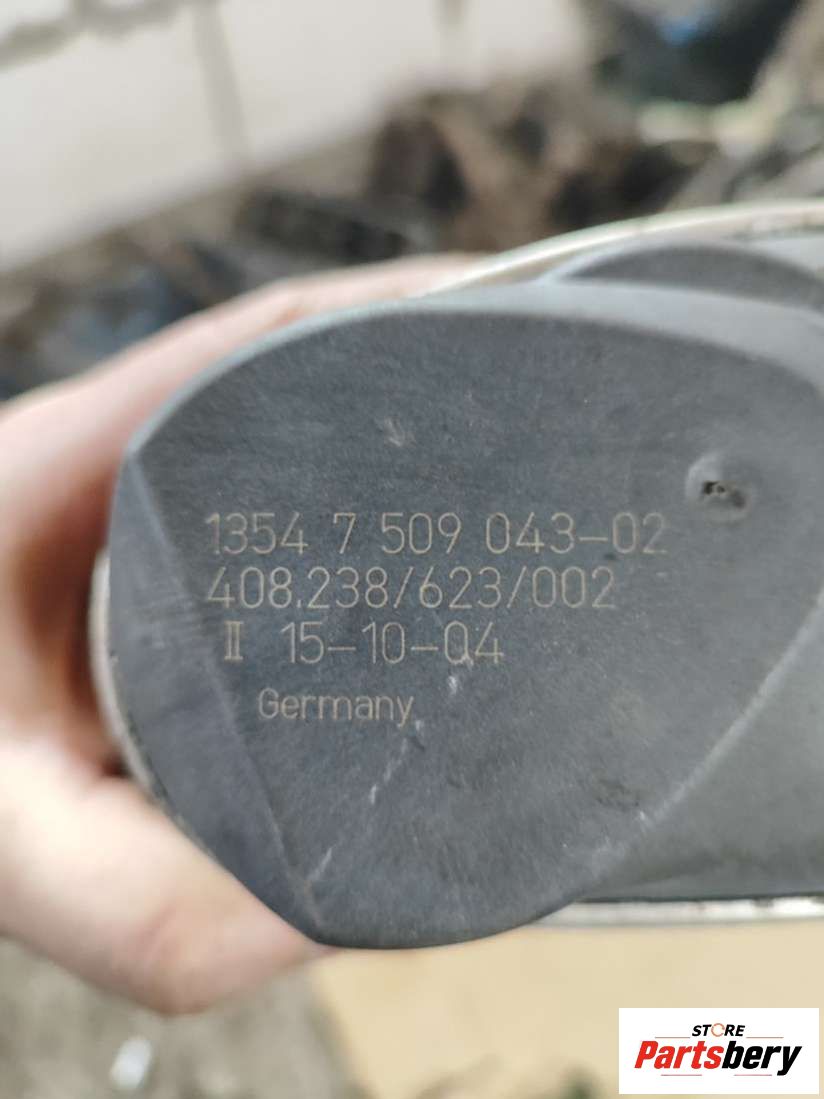 1354 7 509 043-02
408.238/623/002
II 15-10-04
Germany
STORE
Partsbery